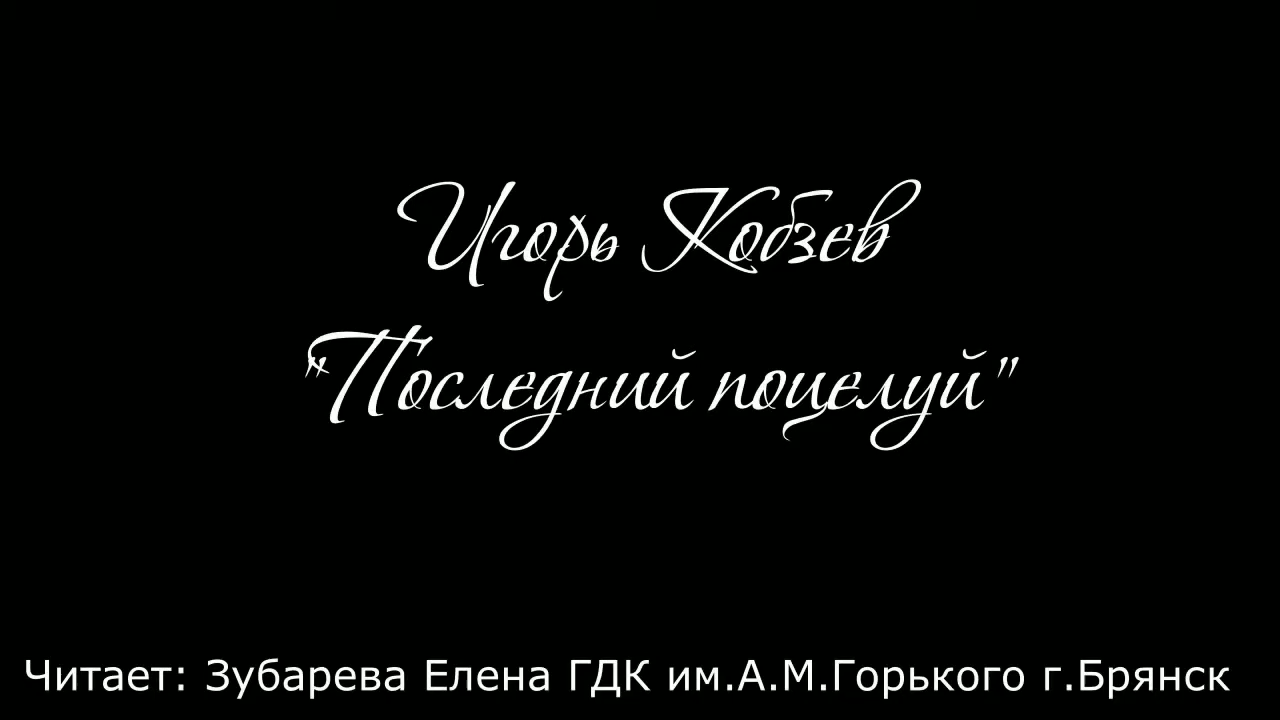 Игорь Кобзев
"Последний поцелуй"
Читает: Зубарева Елена ГДК им.А.М.Горького г.Брянск